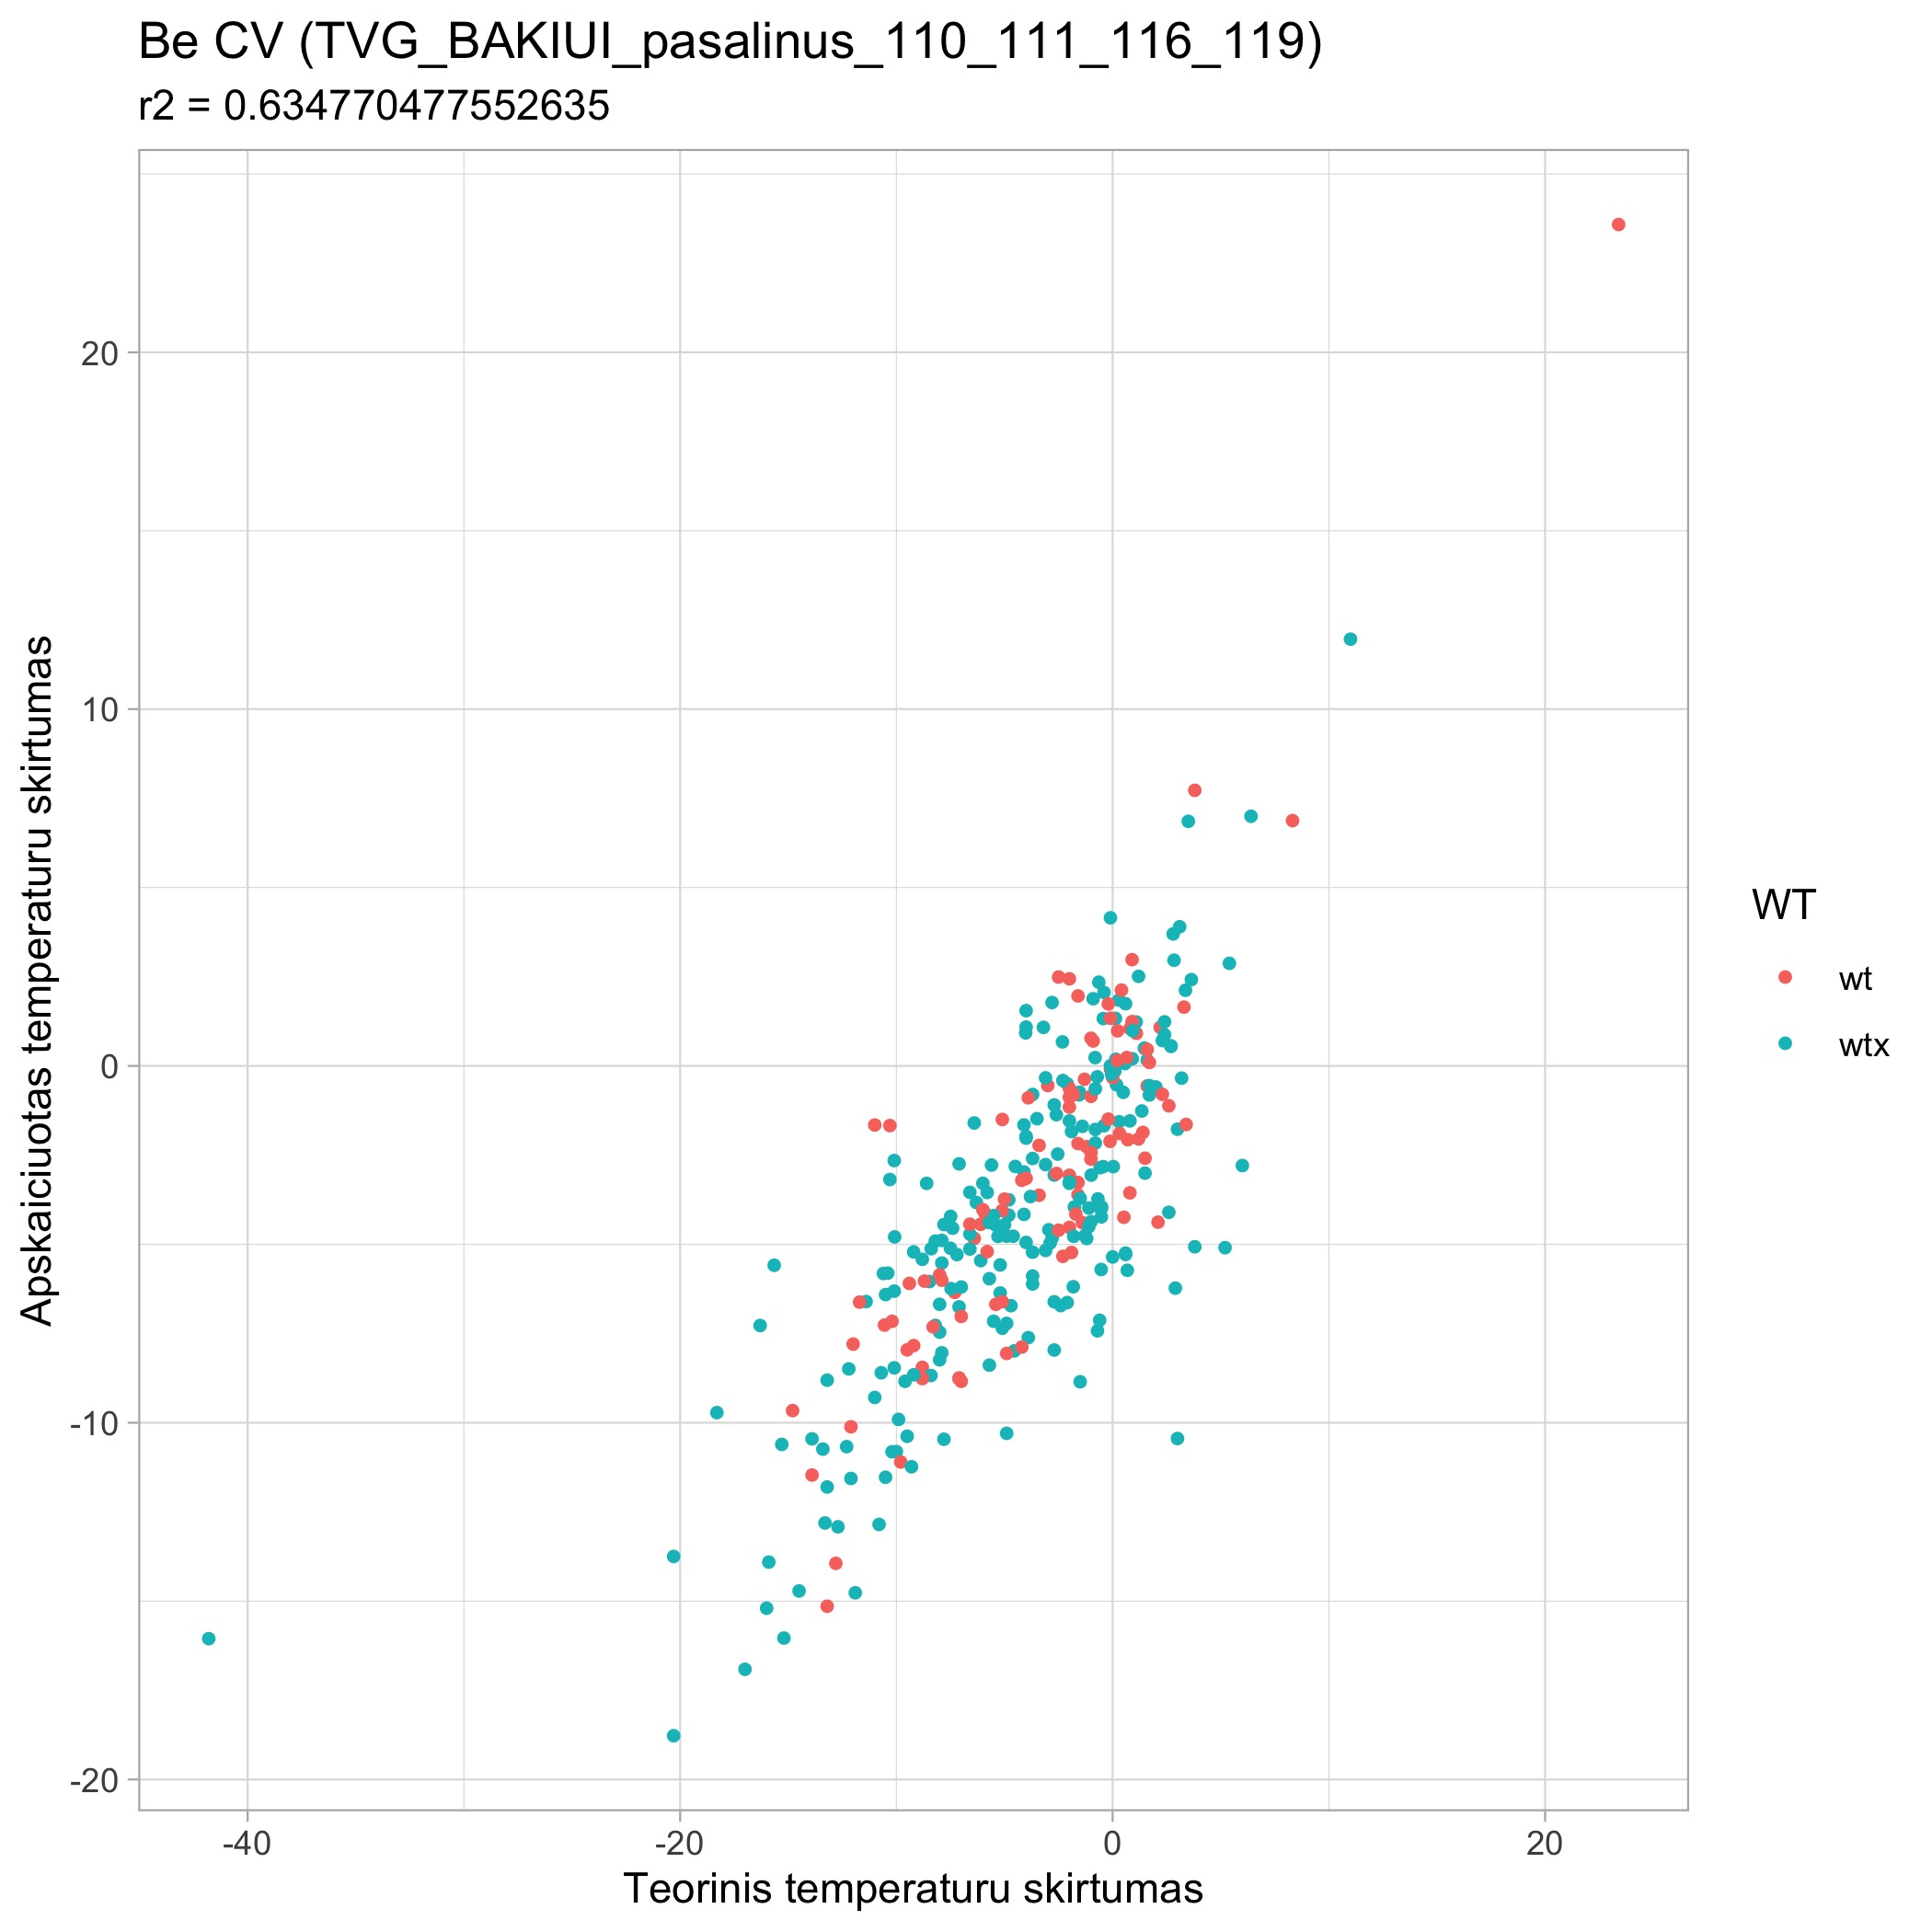 Be CV (TVG_BAKIUI_pasalinus_110_111_116_119)
r2 = 0.634770477552635
20
10
0
-10
-20
Apskaiciuotas temperaturu skirtumas
-40
-20
0
20
Teorinis temperaturu skirtumas
WT
wt
wtx